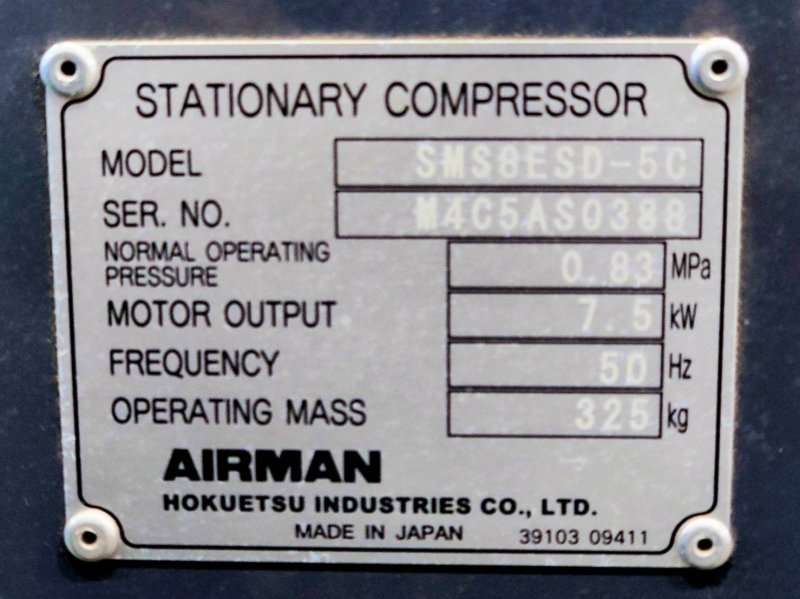 STATIONARY COMPRESSOR
MODEL SMS8ESD-5C
SER. NO. M4C5AS0388
NORMAL OPERATING
PRESSURE 0.83 MPa
MOTOR OUTPUT 7.5 kW
FREQUENCY 50 Hz
OPERATING MASS 325 kg
AIRMAN
HOKUETSU INDUSTRIES CO., LTD.
MADE IN JAPAN 39103 09411